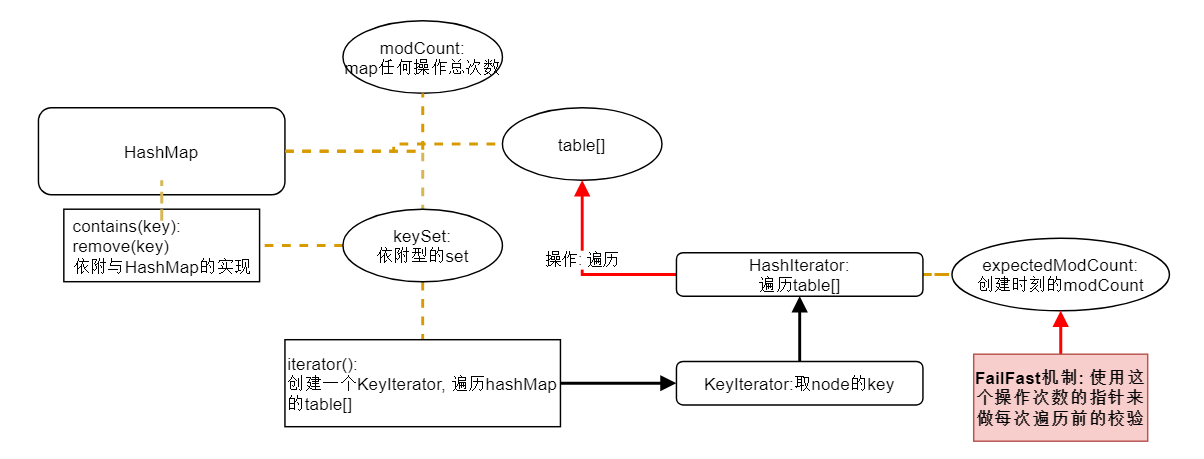 modCount:
map任何操作总次数
HashMap
table[]
contains(key):
remove(key)
依附与HashMap的实现
keySet:
依附型的set
操作: 遍历
HashIterator:
遍历table[]
expectedModCount:
创建时刻的modCount
iterator():
创建一个KeyIterator, 遍历hashMap
的table[]
KeyIterator:取node的key
FailFast机制: 使用这
个操作次数的指针来
做每次遍历前的校验